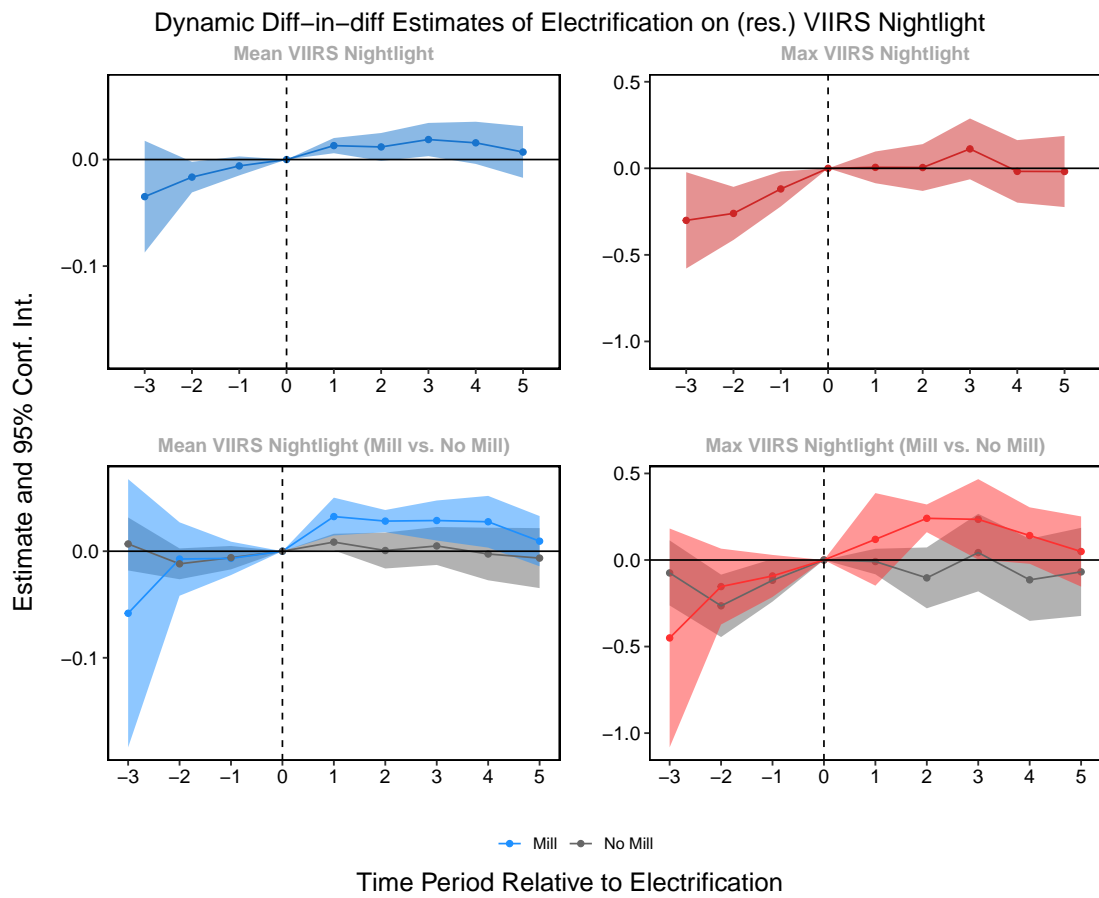 Dynamic Diff−in−diff Estimates of Electrification on (res.) VIIRS Nightlight
Mean VIIRS Nightlight
Max VIIRS Nightlight
0.0
−0.1
−3 −2 −1 0 1 2 3 4 5
0.5
0.0
−0.5
−1.0
−3 −2 −1 0 1 2 3 4 5
Estimate and 95% Conf. Int.
Mean VIIRS Nightlight (Mill vs. No Mill)
Max VIIRS Nightlight (Mill vs. No Mill)
0.0
−0.1
−3 −2 −1 0 1 2 3 4 5
0.5
0.0
−0.5
−1.0
−3 −2 −1 0 1 2 3 4 5
Mill No Mill
Time Period Relative to Electrification